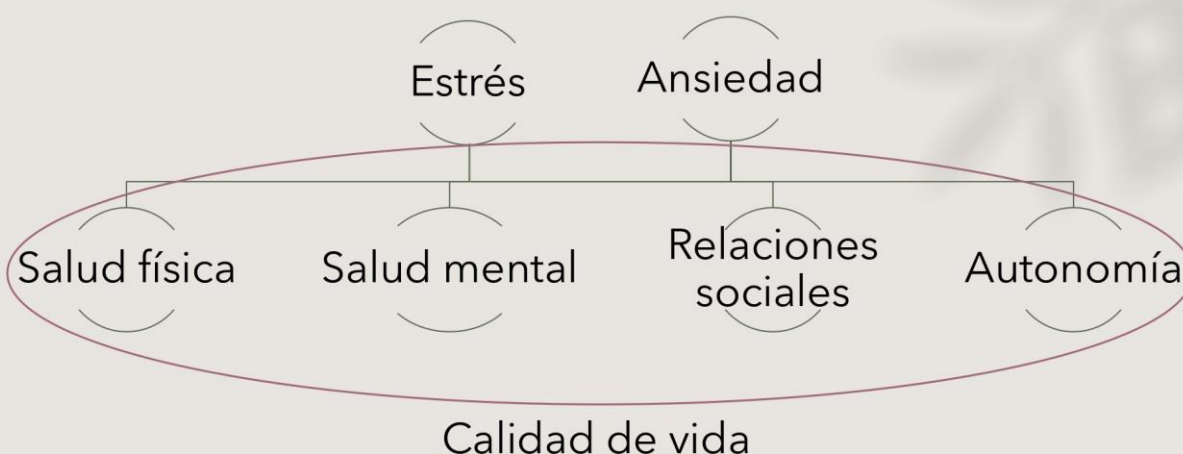 Estrés
Ansiedad
Salud física
Salud mental
Relaciones
sociales
Autonomía
Calidad de vida